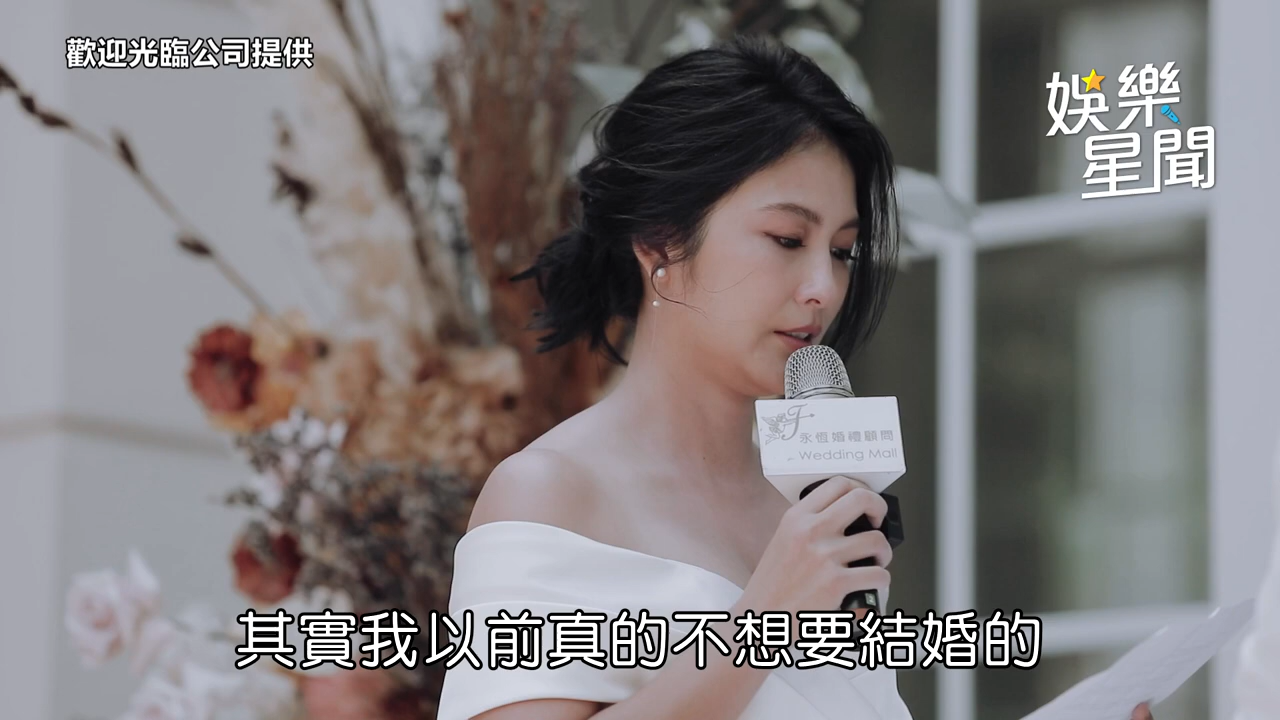 歡迎光臨公司提供
娛樂
星聞
永恆婚禮顧問
Wedding Mall
其實我以前真的不想要結婚的